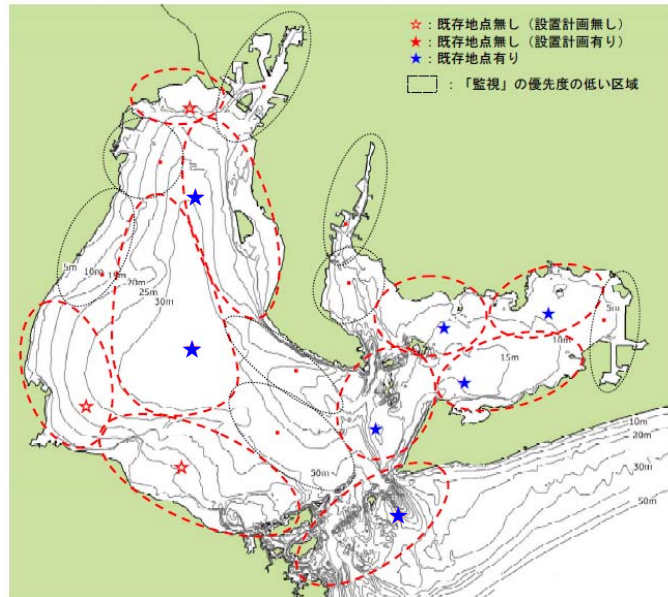 ☆：既存地点無し（設置計画無し）
★：既存地点無し（設置計画有り）
★：既存地点有り
：「監視」の優先度の低い区域
5m
10m
15m
20m
25m
30m
5m
10m
15m
50m
10m
20m
30m
50m